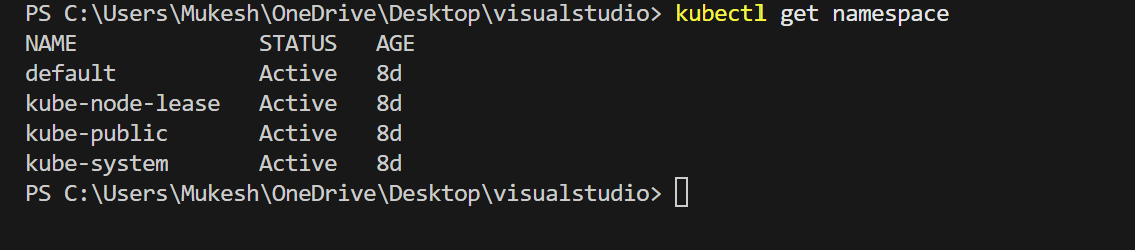 PS C:\Users\Mukesh\OneDrive\Desktop\visualstudio> kubectl get namespace
NAME              STATUS   AGE
default           Active   8d
kube-node-lease   Active   8d
kube-public       Active   8d
kube-system       Active   8d
PS C:\Users\Mukesh\OneDrive\Desktop\visualstudio>